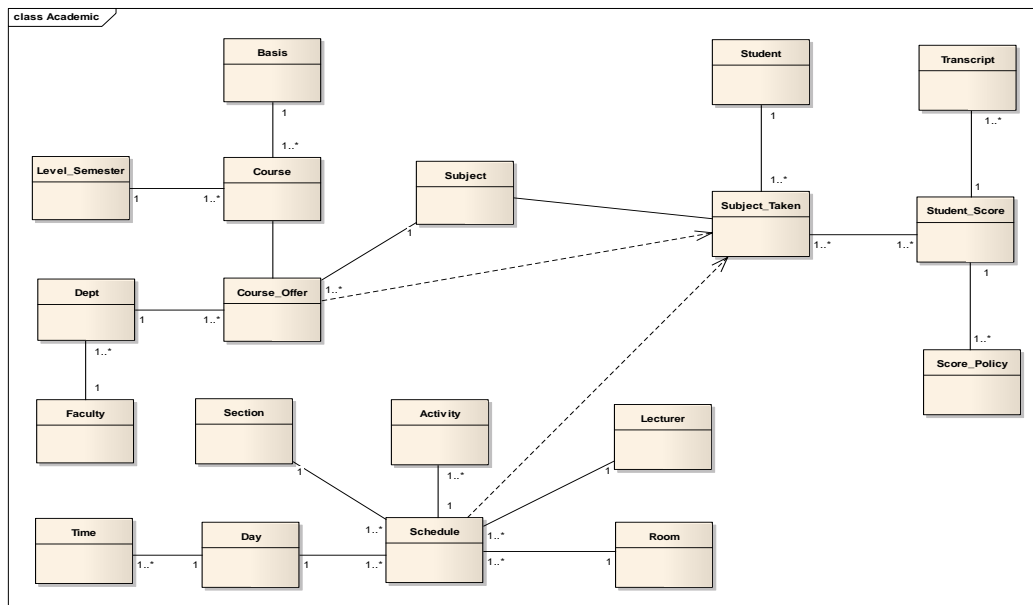 class Academic
Basis
Student
Transcript
1
1
1..*
1..*
1..*
1
Level_Semester
Course
Subject
Subject_Taken
Student_Score
1
1..*
1..*
1..*
1
1
1..*
Dept
Course_Offer
1
1..*
1..*
Score_Policy
1..*
1
Faculty
Section
Activity
Lecturer
1
1..*
1
1
1..*
1..*
Time
Day
Schedule
Room
1..*
1
1
1..*
1..*
1